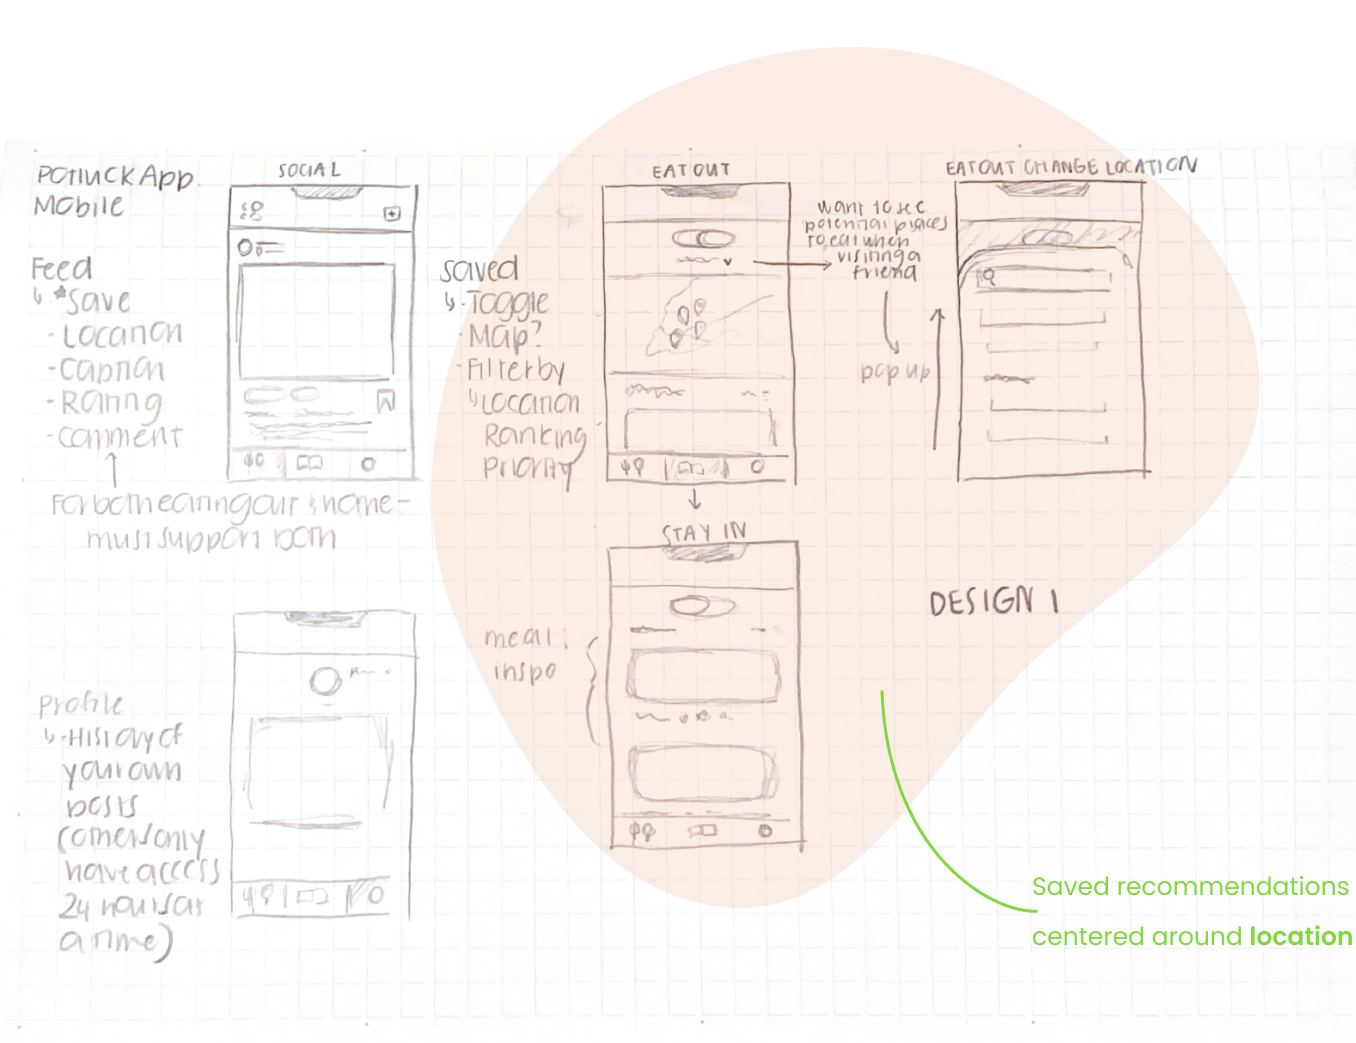 POTLUCK App
Mobile
SOCIAL
Feed
↳ *Save
- Location
- Caption
- Rating
- comment
For both eating out & home -
must support both
Saved
↳ - Toggle
- Map?
- Filter by
↳ Location
Ranking
Priority
EAT OUT
want to see
potential places
to eat when
visiting a
friend
pop up
EAT OUT CHANGE LOCATION
STAY IN
meal
inspo
DESIGN 1
Profile
↳ - History of
your own
posts
(others only
have access
24 hours at
a time)
Saved recommendations
centered around location